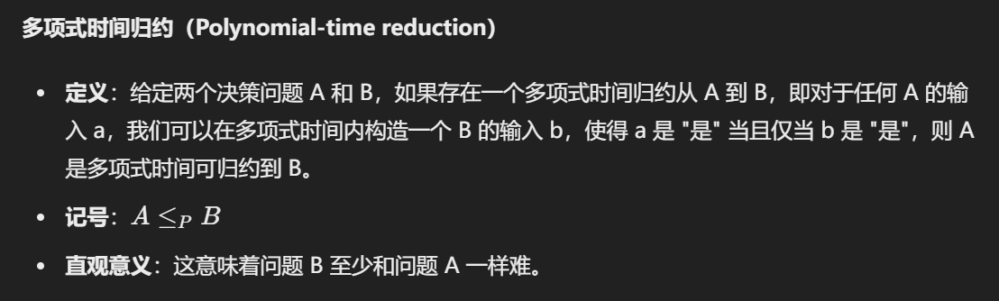 多项式时间归约（Polynomial-time reduction）
• 定义：给定两个决策问题 A 和 B，如果存在一个多项式时间归约从 A 到 B，即对于任何 A 的输
入 a，我们可以在多项式时间内构造一个 B 的输入 b，使得 a 是 "是" 当且仅当 b 是 "是"，则 A
是多项式时间可归约到 B。
• 记号：A ≤P B
• 直观意义：这意味着问题 B 至少和问题 A 一样难。